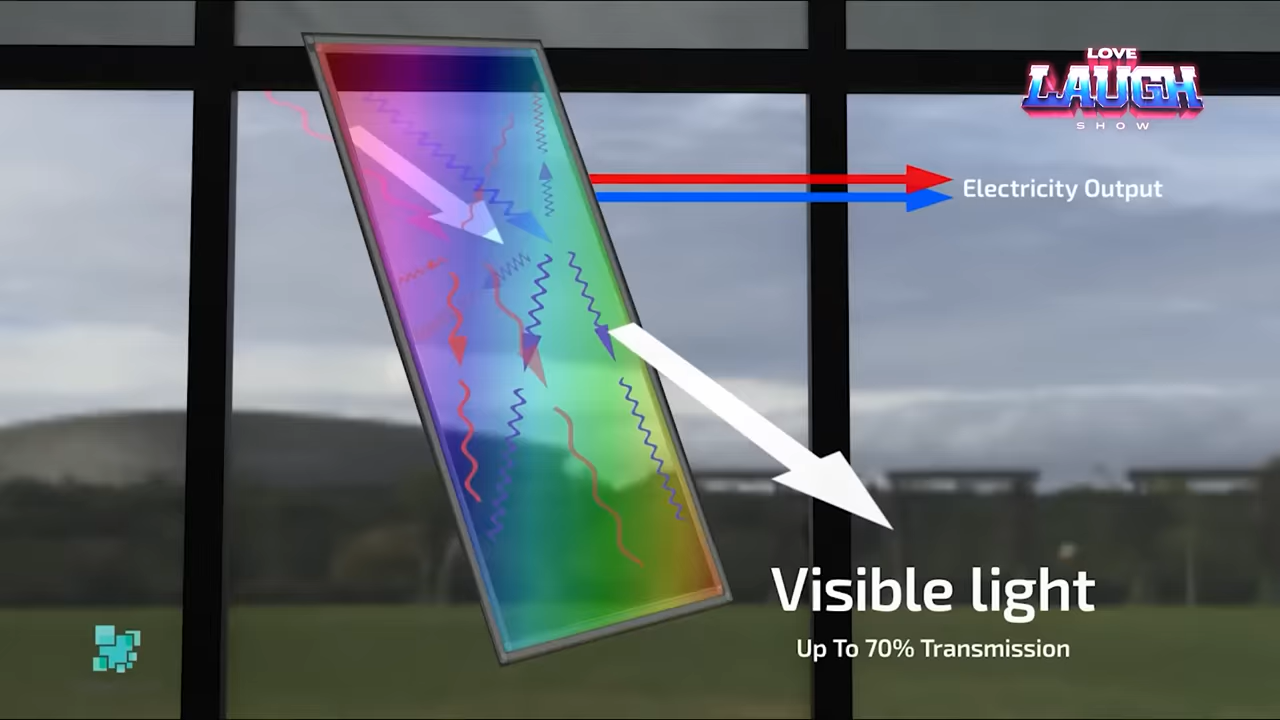 LOVE
LAUGH
SHOW
Electricity Output
Visible light
Up To 70% Transmission